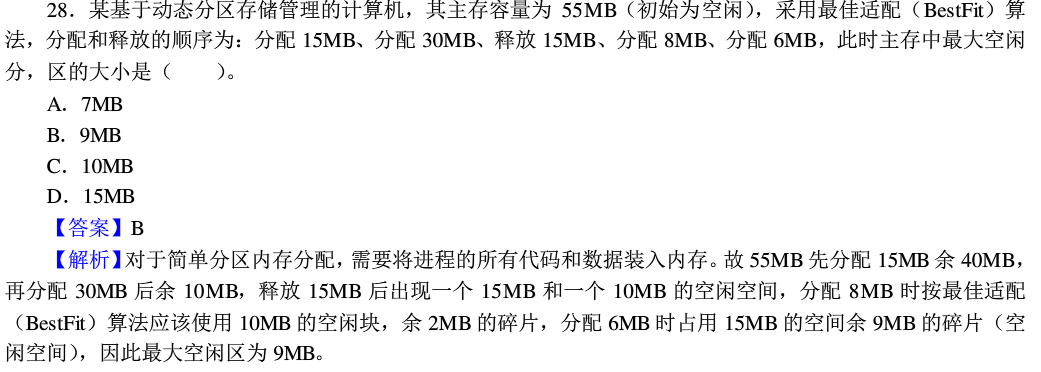 28．某基于动态分区存储管理的计算机，其主存容量为 55MB（初始为空闲），采用最佳适配（BestFit）算
法，分配和释放的顺序为：分配 15MB、分配 30MB、释放 15MB、分配 8MB、分配 6MB，此时主存中最大空闲
分，区的大小是（　　）。
A．7MB
B．9MB
C．10MB
D．15MB
【答案】B
【解析】对于简单分区内存分配，需要将进程的所有代码和数据装入内存。故 55MB 先分配 15MB 余 40MB，
再分配 30MB 后余 10MB，释放 15MB 后出现一个 15MB 和一个 10MB 的空闲空间，分配 8MB 时按最佳适配
（BestFit）算法应该使用 10MB 的空闲块，余 2MB 的碎片，分配 6MB 时占用 15MB 的空间余 9MB 的碎片（空
闲空间），因此最大空闲区为 9MB。